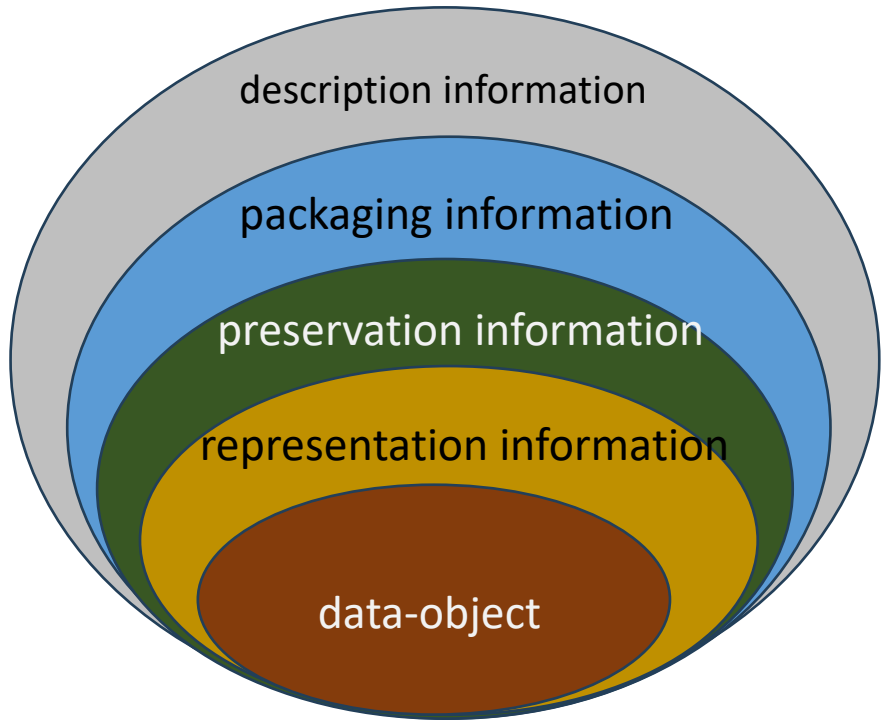 description information
packaging information
preservation information
representation information
data-object